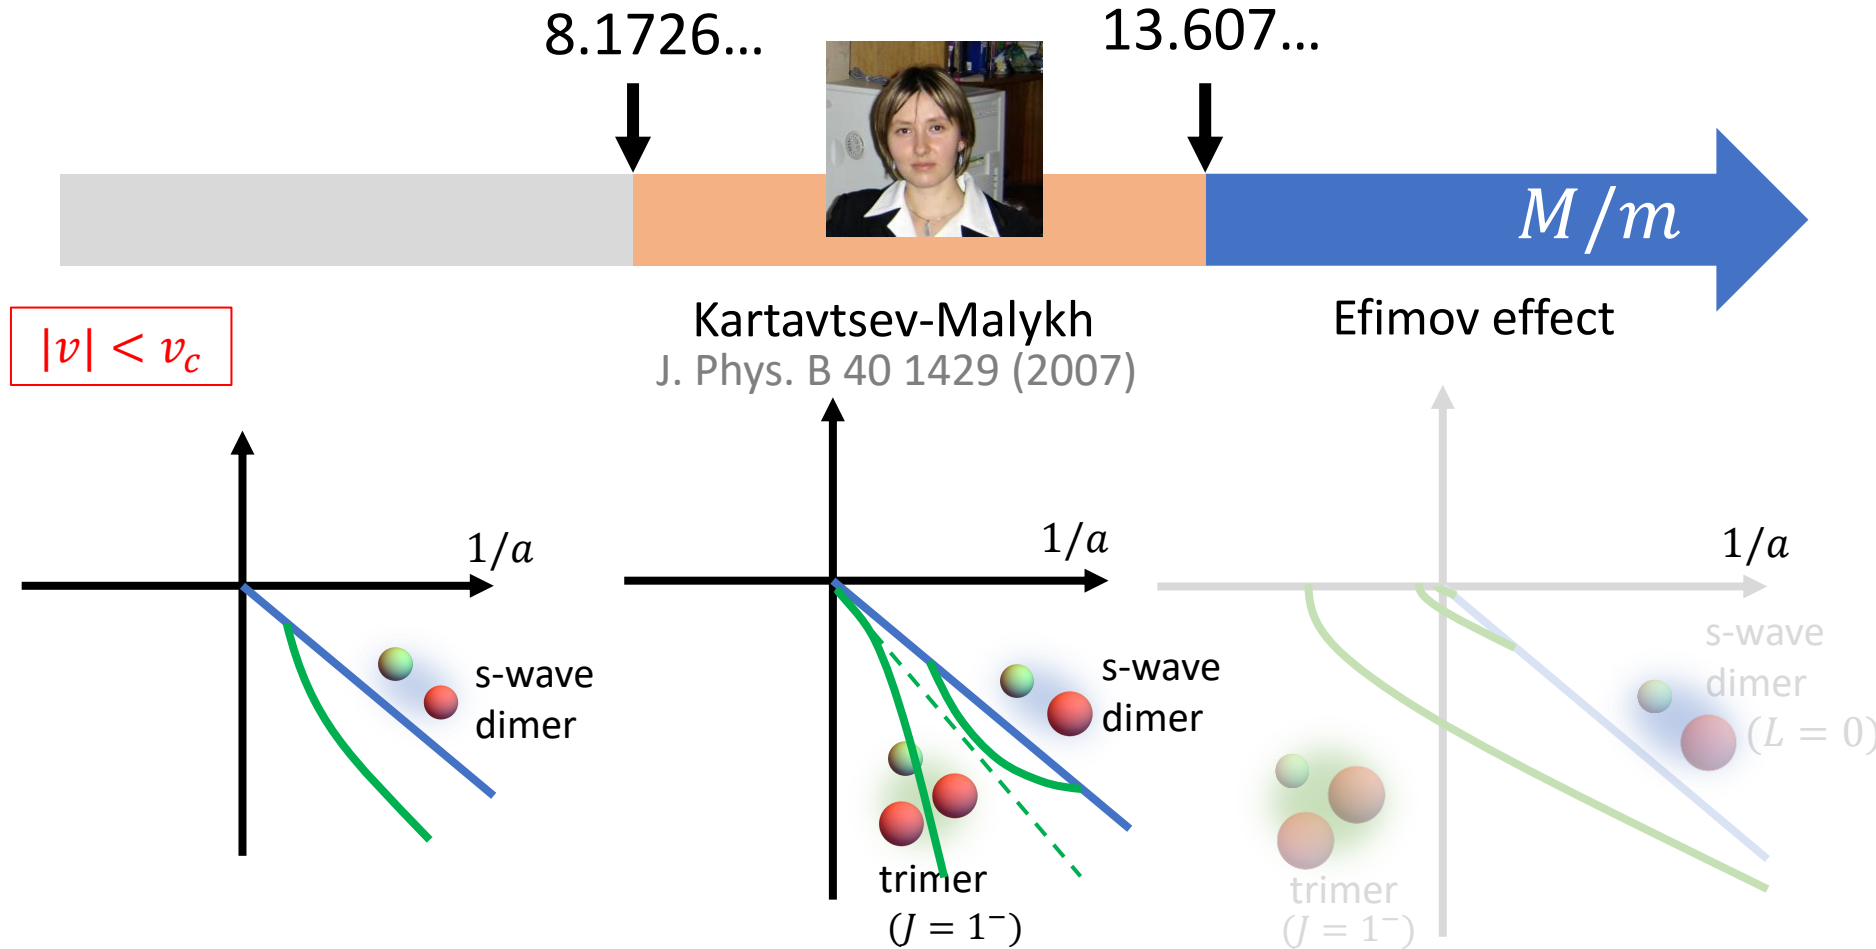 8.1726…
13.607…
M/m
Kartavtsev-Malykh
J. Phys. B 40 1429 (2007)
Efimov effect
|v| < v_c
1/a
s-wave
dimer
1/a
s-wave
dimer
trimer
(J = 1⁻)
1/a
s-wave
dimer
(L = 0)
trimer
(J = 1⁻)